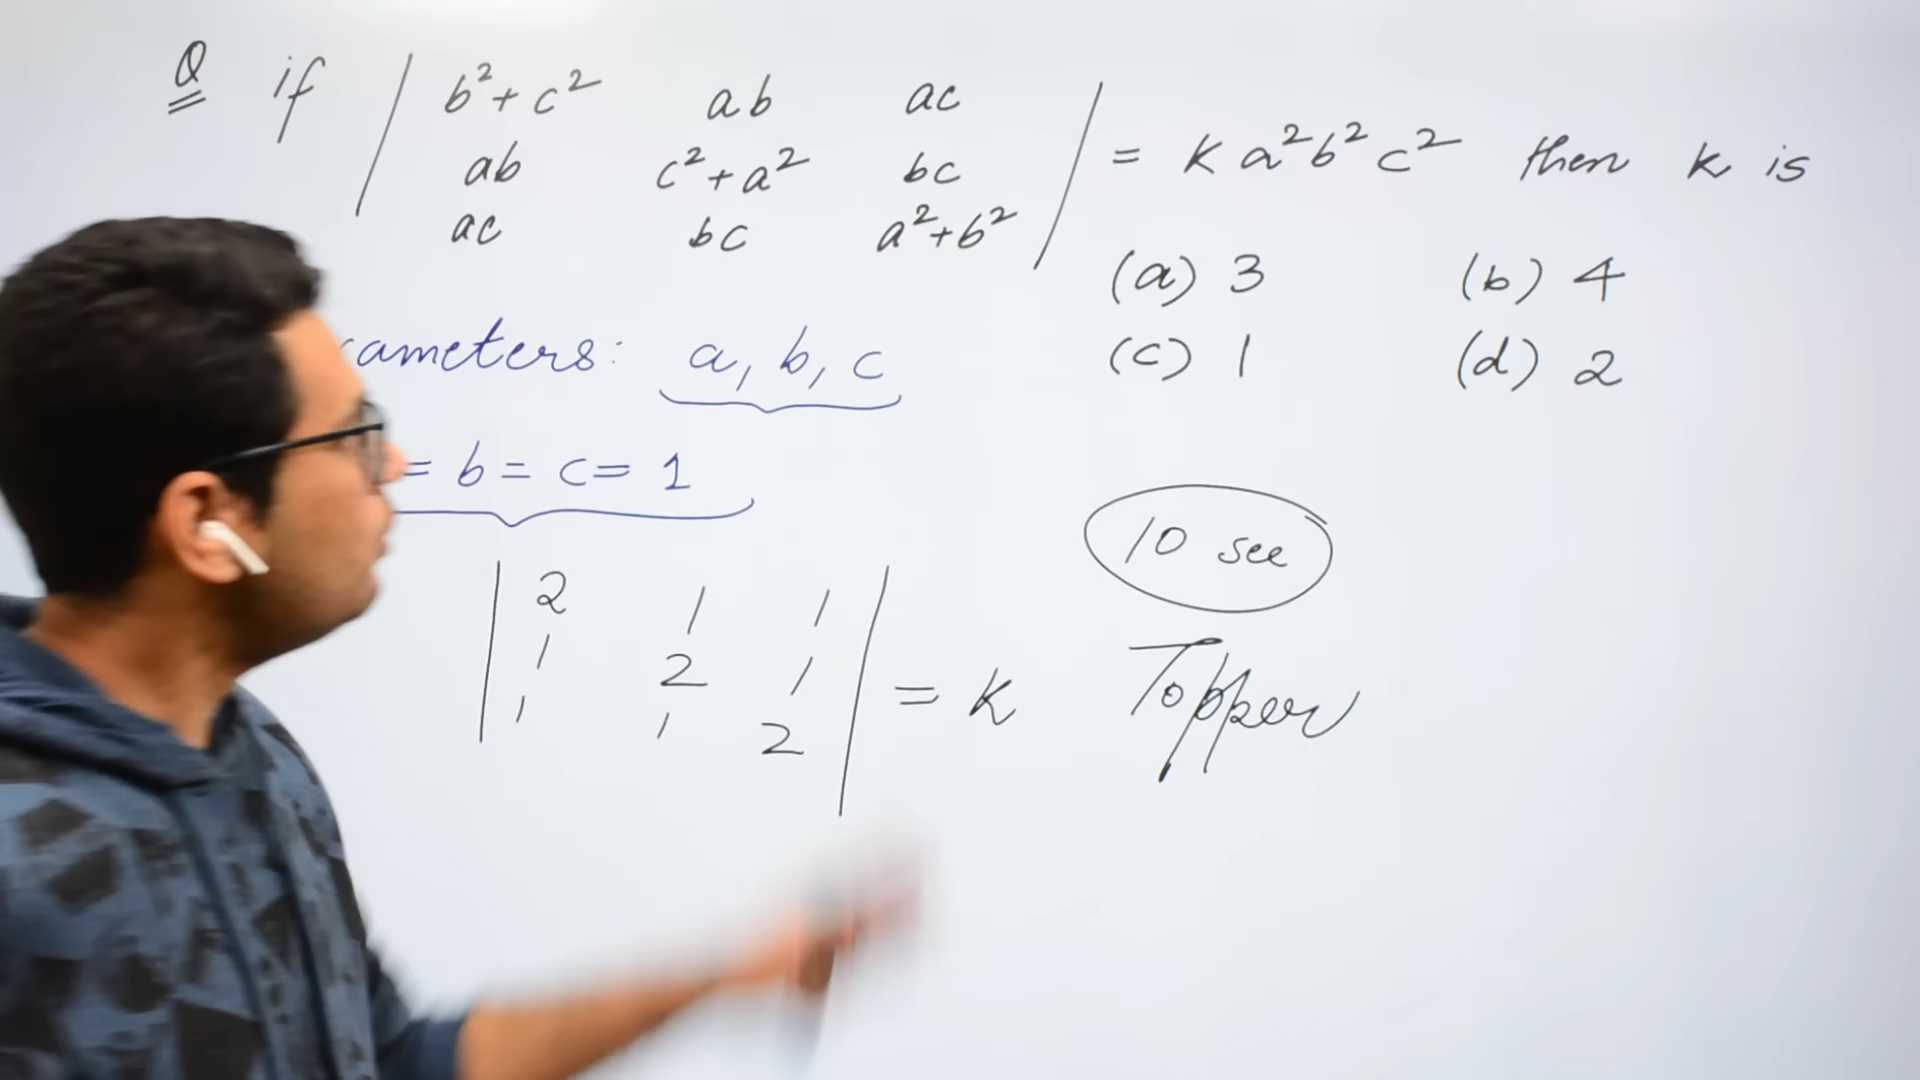 Q if | b²+c² ab ac |
| ab c²+a² bc | = K a²b²c² then k is
| ac bc a²+b² |
(a) 3 (b) 4
(c) 1 (d) 2
rameters: a, b, c
= b = c = 1
10 sec
| 2 1 1 |
| 1 2 1 | = k
| 1 1 2 |
Topper